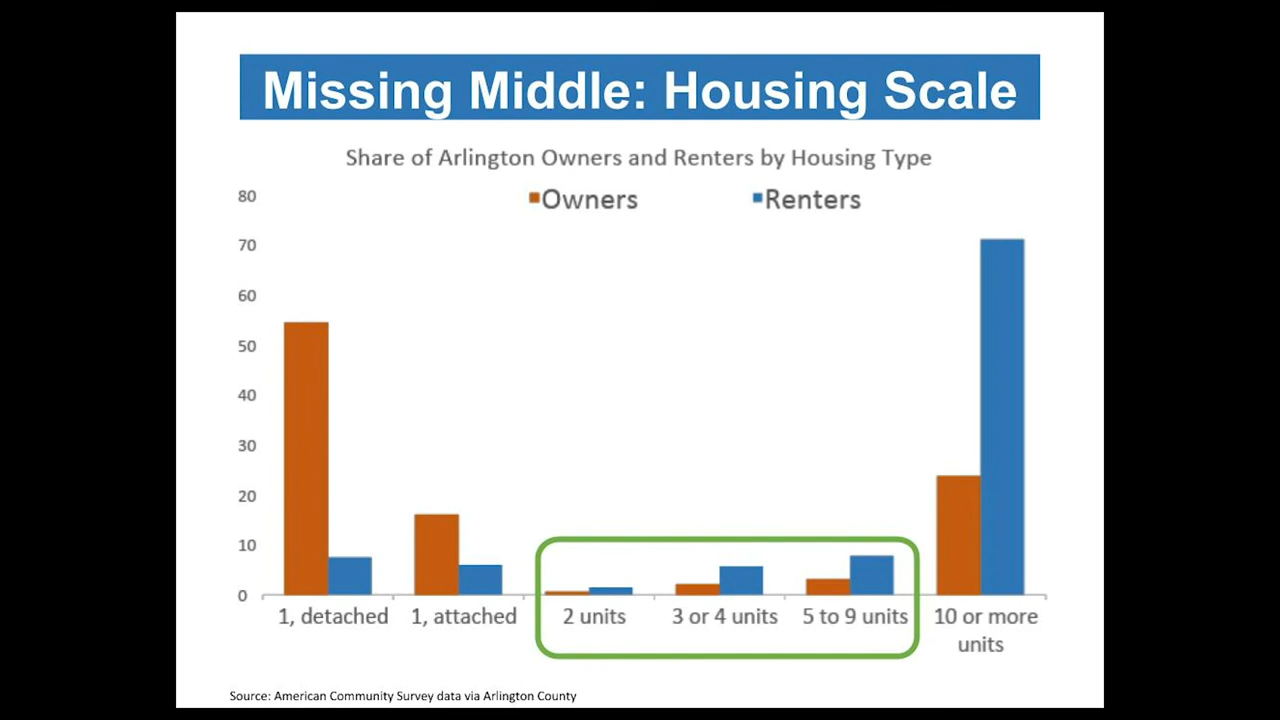 Missing Middle: Housing Scale
Share of Arlington Owners and Renters by Housing Type
Owners Renters
80
70
60
50
40
30
20
10
0
1, detached 1, attached 2 units 3 or 4 units 5 to 9 units 10 or more
units
Source: American Community Survey data via Arlington County